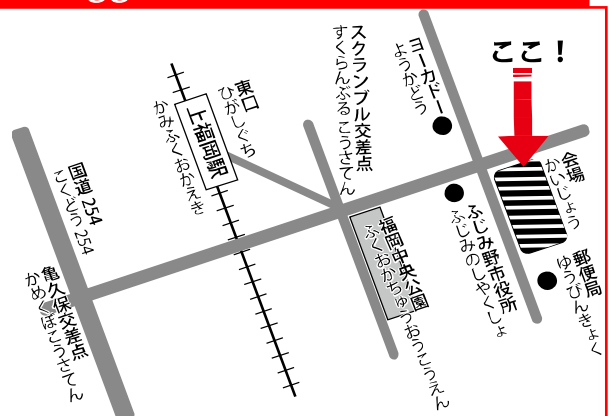 ここ！
スクランブル交差点
すくらんぶる こうさてん
ヨーカドー
ようかどう
東口
ひがしぐち
上福岡駅
かみふくおかえき
国道 254
こくどう 254
会場
かいじょう
福岡中央公園
ふくおかちゅうおうこうえん
ふじみ野市役所
ふじみのしやくしょ
郵便局
ゆうびんきょく
亀久保交差点
かめくぼこうさてん